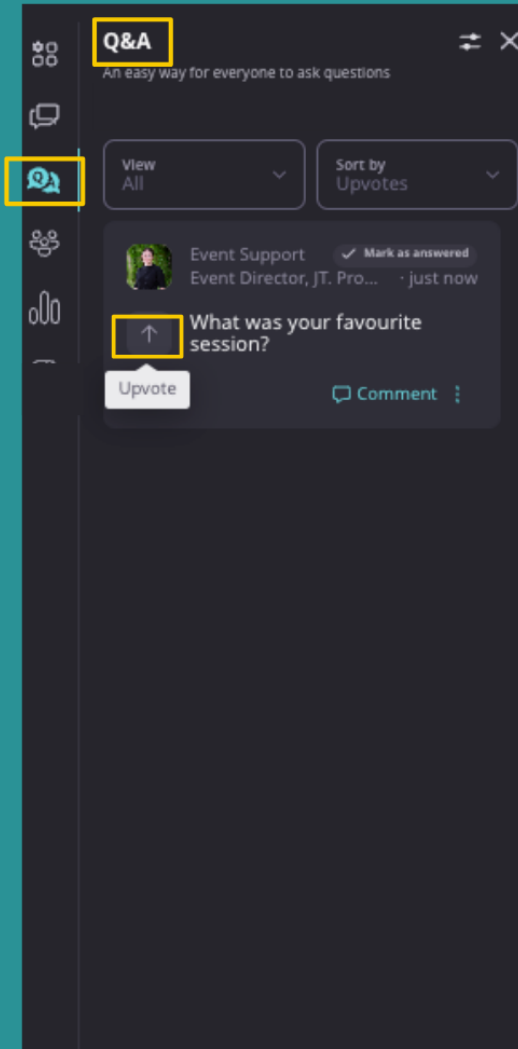 Q&A
An easy way for everyone to ask questions
View
All
Sort by
Upvotes
Event Support
Mark as answered
Event Director, JT. Pro... · just now
What was your favourite
session?
Upvote
Comment